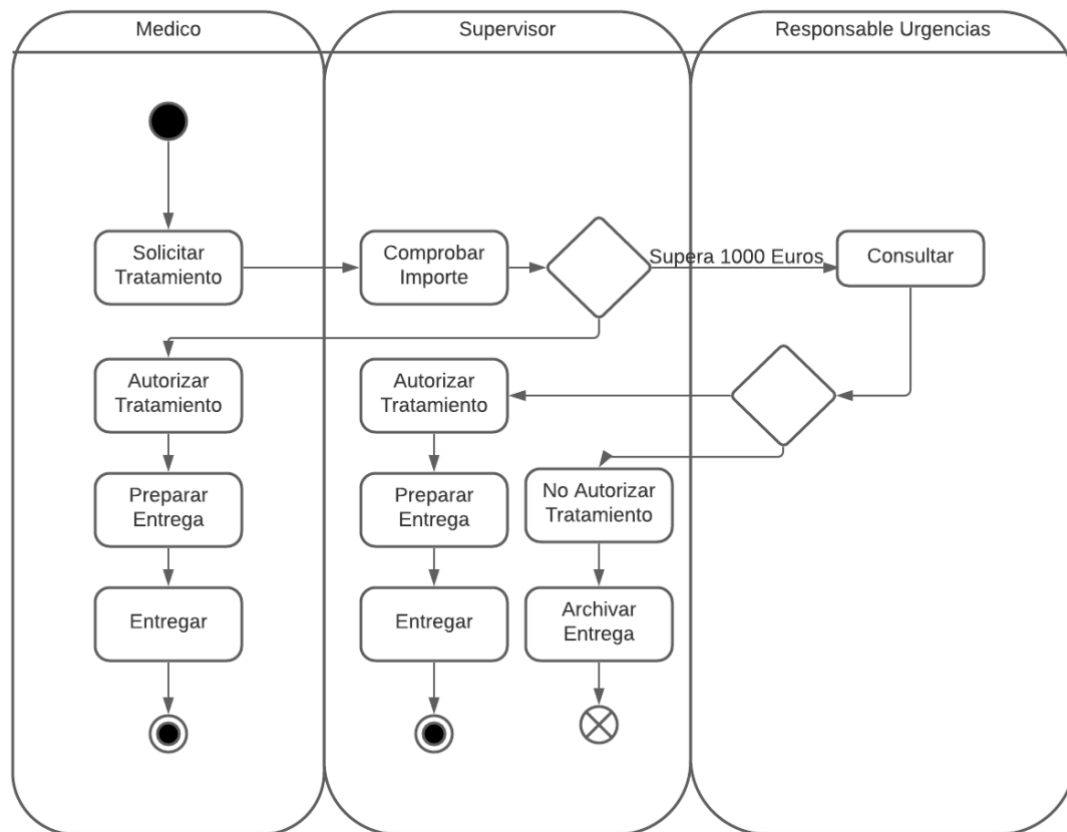 Medico
Supervisor
Responsable Urgencias
Solicitar
Tratamiento
Comprobar
Importe
Supera 1000 Euros
Consultar
Autorizar
Tratamiento
Autorizar
Tratamiento
Preparar
Entrega
Preparar
Entrega
No Autorizar
Tratamiento
Entregar
Entregar
Archivar
Entrega